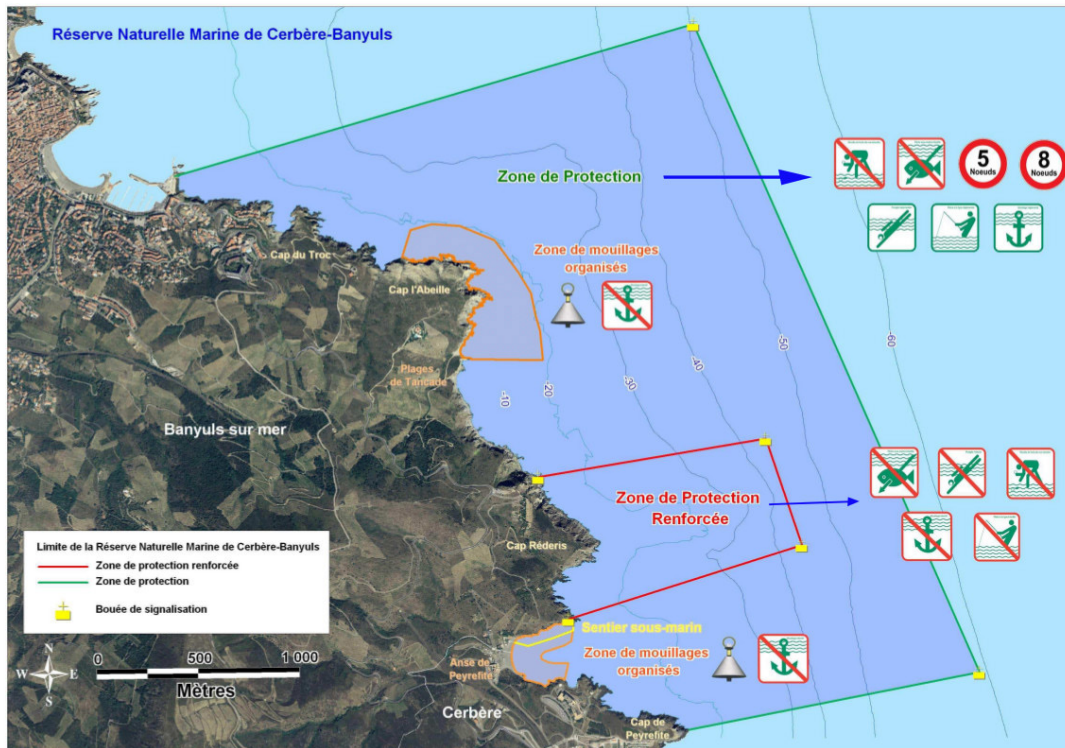 Réserve Naturelle Marine de Cerbère-Banyuls
Zone de Protection
5
Noeuds
8
Noeuds
Cap du Troc
Zone de mouillages
organisés
Cap l'Abeille
Plages
de Tancade
-10
-20
-30
-40
-50
-60
Banyuls sur mer
Zone de Protection
Renforcée
Cap Réderis
Limite de la Réserve Naturelle Marine de Cerbère-Banyuls
Zone de protection renforcée
Zone de protection
Bouée de signalisation
Sentier sous-marin
Zone de mouillages
organisés
Anse de
Peyrefite
N
W
E
S
0
500
1 000
Mètres
Cerbère
Cap de
Peyrefite